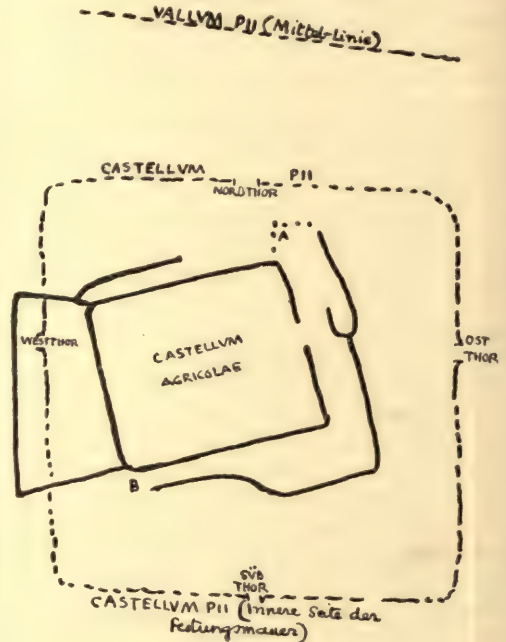 VALLVM PII (Mittel-Linie)
CASTELLVM PII
NORDTHOR
A
WESTTHOR
CASTELLVM
AGRICOLAE
OST
THOR
B
SÜD
THOR
CASTELLVM PII (Innere Seite der
Festungsmauer)